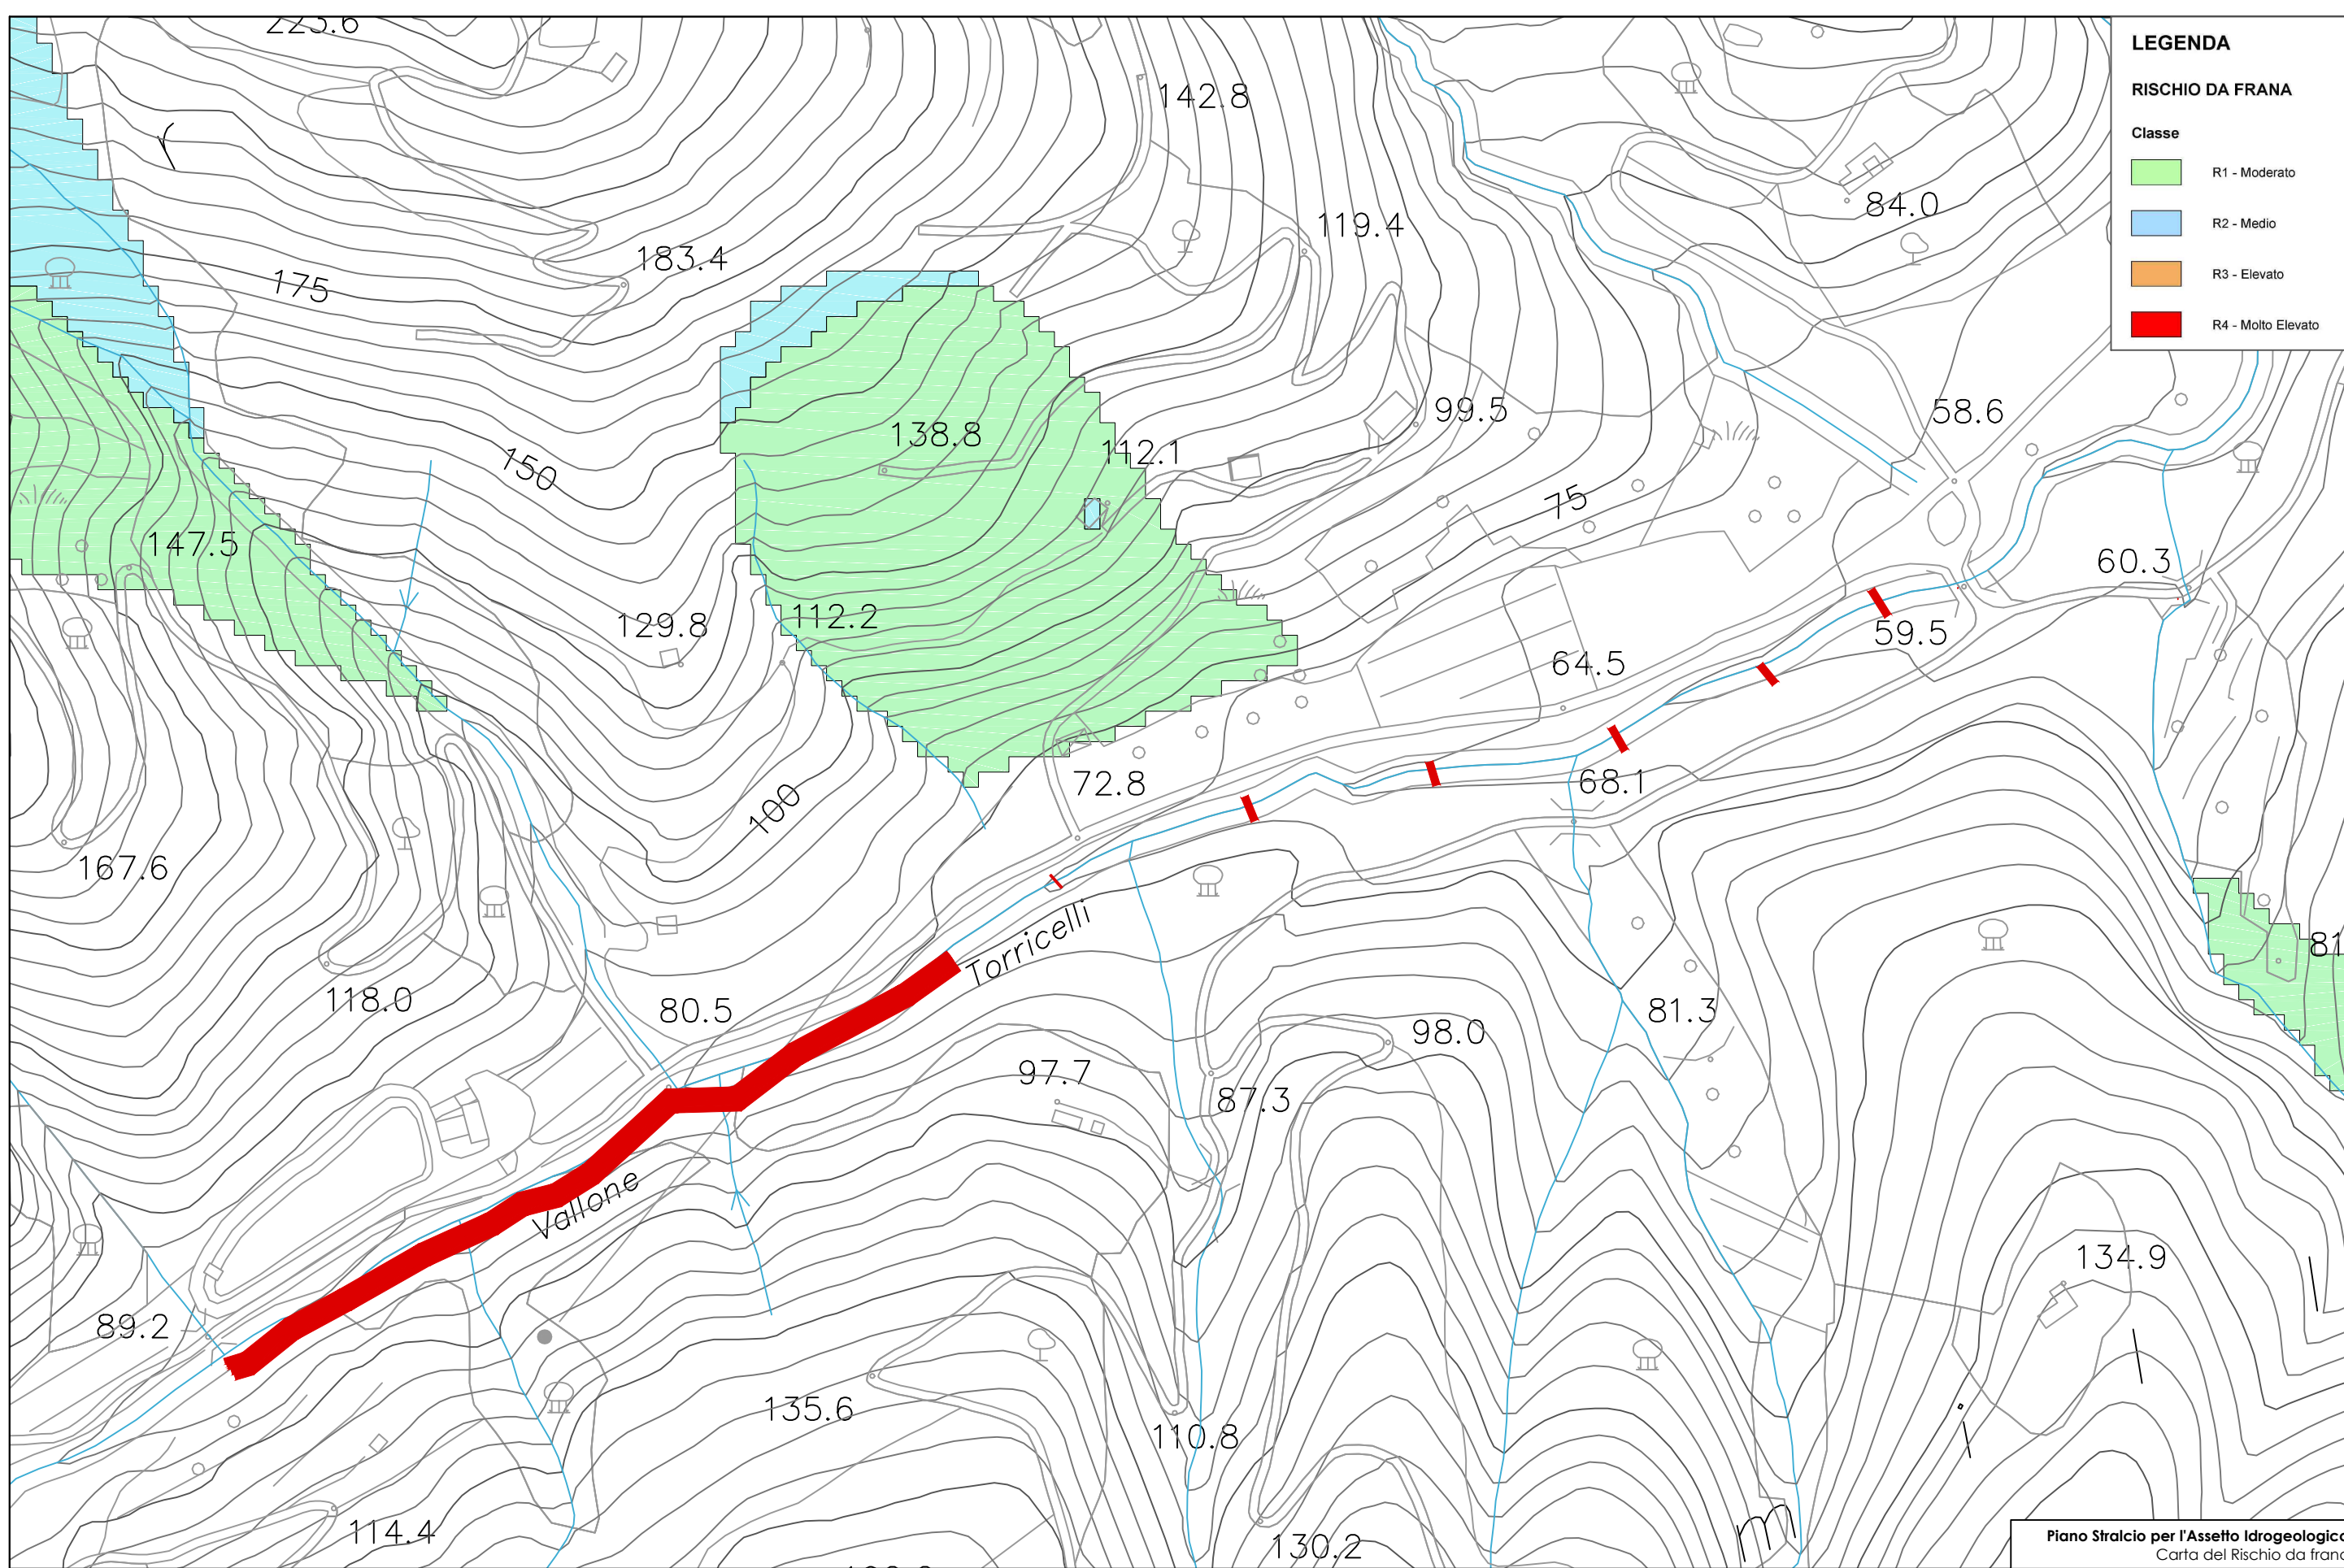 223.6
LEGENDA
RISCHIO DA FRANA
Classe
R1 - Moderato
R2 - Medio
R3 - Elevato
R4 - Molto Elevato
142.8
84.0
119.4
183.4
175
58.6
99.5
138.8
112.1
150
75
147.5
60.3
112.2
129.8
59.5
64.5
68.1
72.8
100
167.6
Torricelli
81
118.0
80.5
81.3
98.0
97.7
87.3
Vallone
134.9
89.2
135.6
110.8
114.4
130.2
m
Piano Stralcio per l'Assetto Idrogeologico
Carta del Rischio da frana